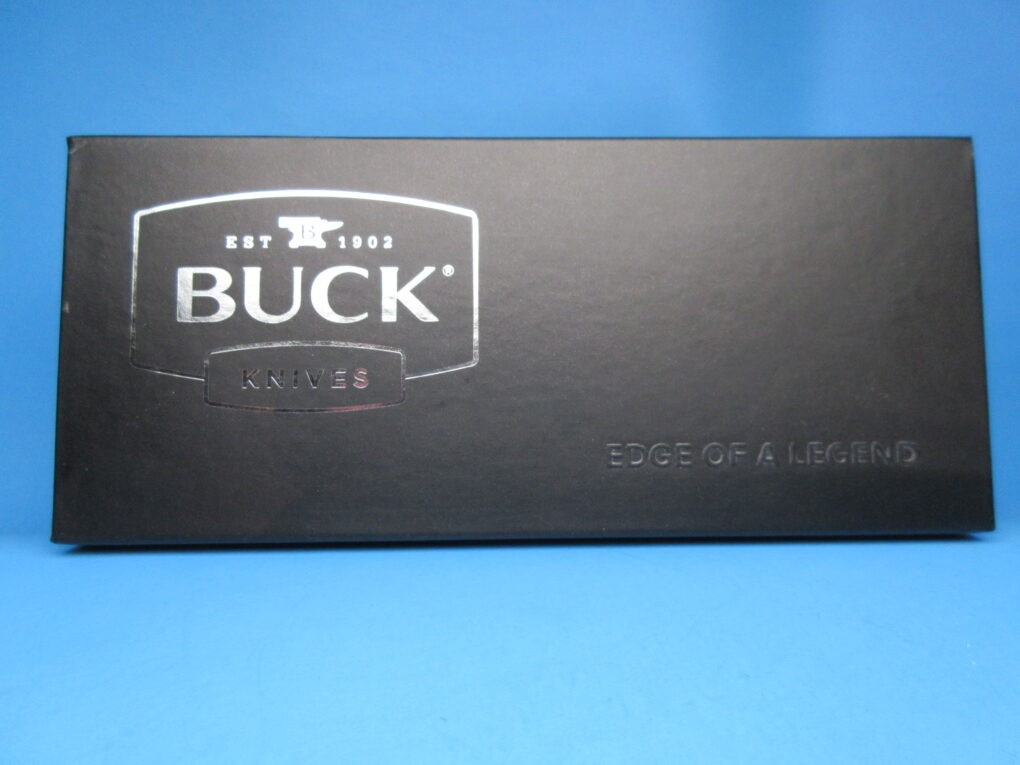 EST B 1902
BUCK®
KNIVES
EDGE OF A LEGEND